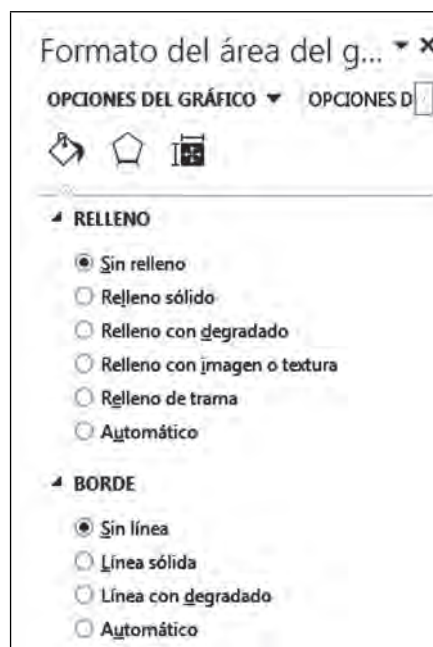 Formato del área del g...
OPCIONES DEL GRÁFICO OPCIONES D
RELLENO
Sin relleno
Relleno sólido
Relleno con degradado
Relleno con imagen o textura
Relleno de trama
Automático
BORDE
Sin línea
Línea sólida
Línea con degradado
Automático